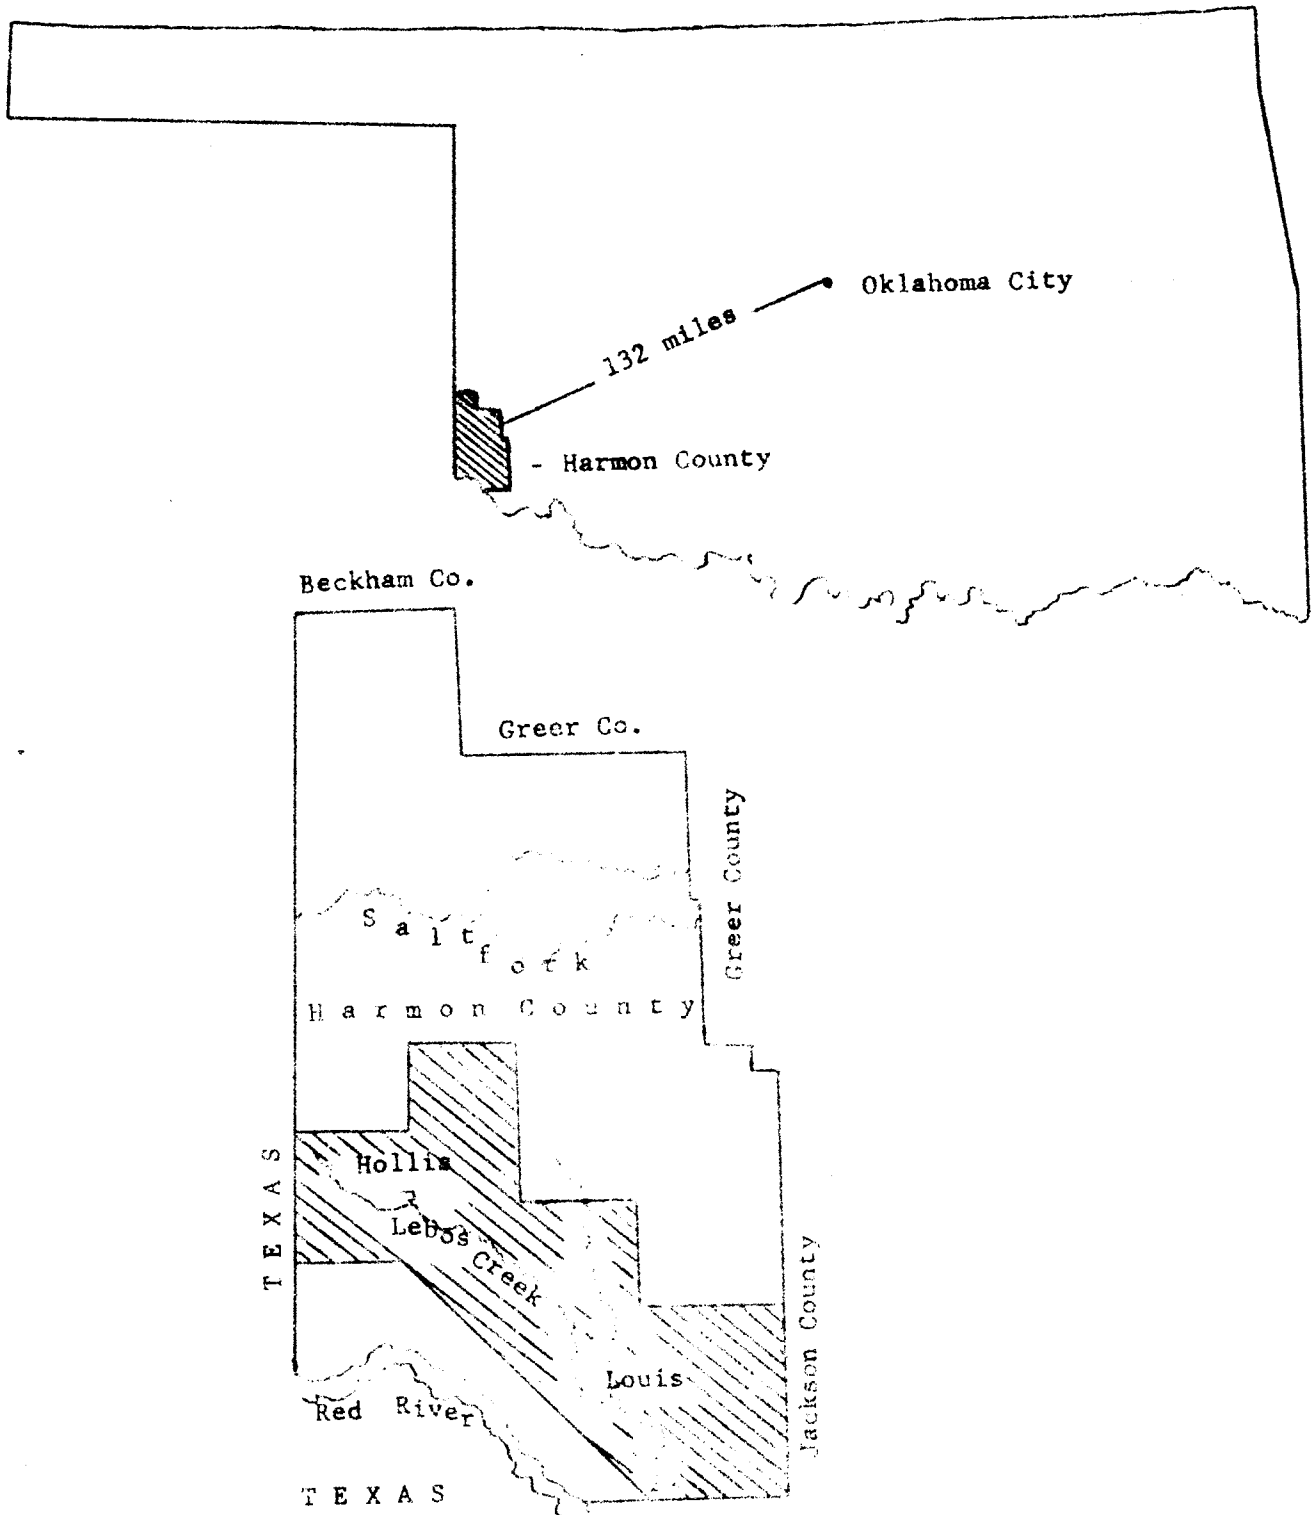 Oklahoma City
132 miles
- Harmon County
Beckham Co.
Greer Co.
Greer County
Salt fork
Harmon County
Hollis
Lebos Creek
TEXAS
Louis
Jackson County
Red River
TEXAS